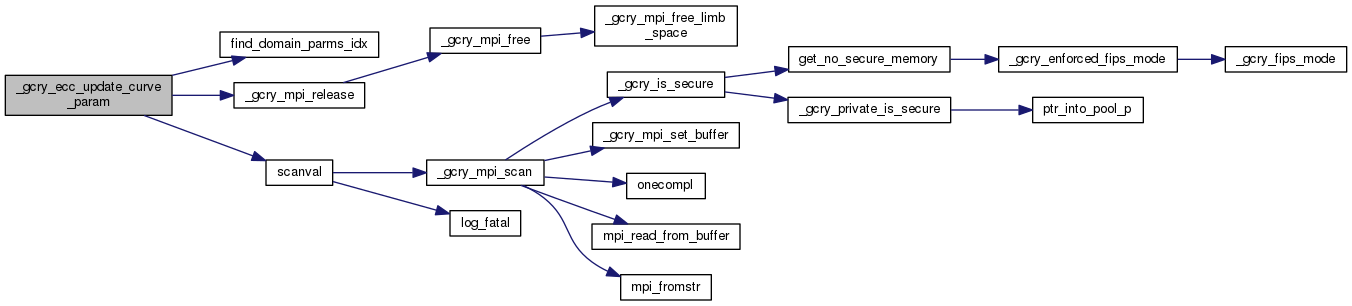 _gcry_ecc_update_curve
_param
find_domain_parms_idx
_gcry_mpi_release
scanval
_gcry_mpi_free
_gcry_mpi_scan
log_fatal
_gcry_mpi_free_limb
_space
_gcry_is_secure
_gcry_mpi_set_buffer
onecompl
mpi_read_from_buffer
mpi_fromstr
get_no_secure_memory
_gcry_private_is_secure
_gcry_enforced_fips_mode
ptr_into_pool_p
_gcry_fips_mode